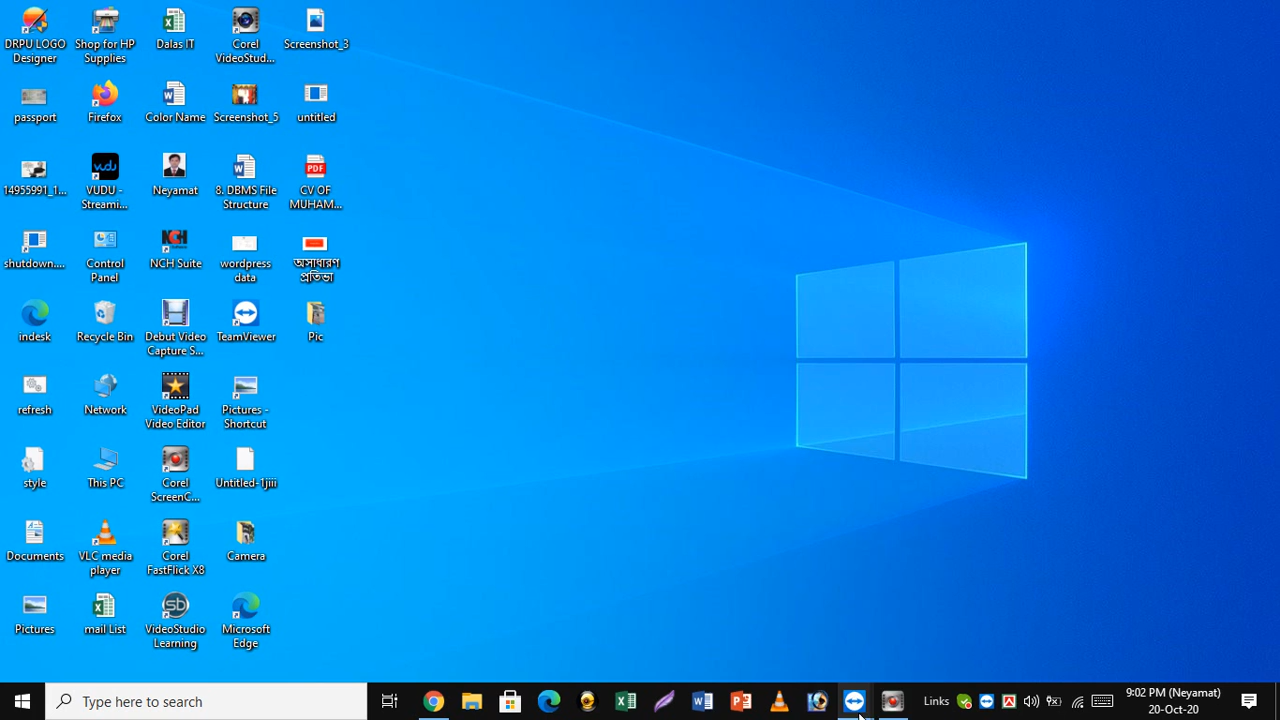 DRPU LOGO
Designer
Shop for HP
Supplies
Dalas IT
Corel
VideoStud...
Screenshot_3
passport
Firefox
Color Name
Screenshot_5
untitled
14955991_1...
VUDU -
Streami...
Neyamat
8. DBMS File
Structure
CV OF
MUHAM...
shutdown....
Control
Panel
NCH Suite
wordpress
data
অসাধারণ
প্রতিভা
indesk
Recycle Bin
Debut Video
Capture S...
TeamViewer
Pic
refresh
Network
VideoPad
Video Editor
Pictures -
Shortcut
style
This PC
Corel
ScreenC...
Untitled-1jiii
Documents
VLC media
player
Corel
FastFlick X8
Camera
Pictures
mail List
VideoStudio
Learning
Microsoft
Edge
Type here to search
Links
9:02 PM (Neyamat)
20-Oct-20